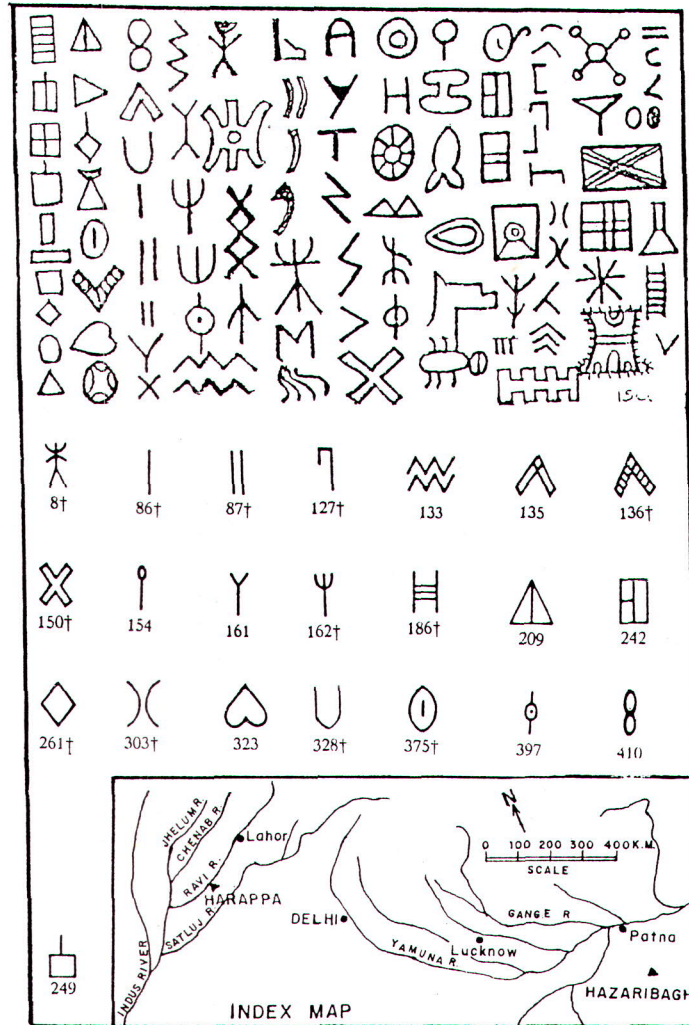 8† 86† 87† 127† 133 135 136†
150† 154 161 162† 186† 209 242
261† 303† 323 328† 375† 397 410
249
JHELUM R.
CHENAB R.
RAVI R.
HARAPPA
SATLUJ R.
INDUS RIVER
Lahor
DELHI
YAMUNA R.
Lucknow
GANGE R
Patna
HAZARIBAGH
N
0 100 200 300 400 K.M.
SCALE
INDEX MAP